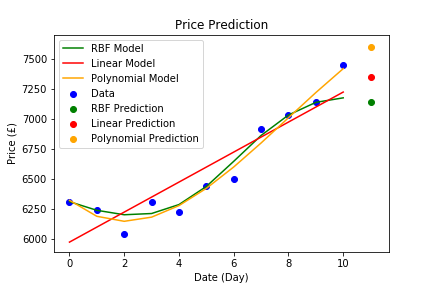 Price Prediction
RBF Model
Linear Model
Polynomial Model
Data
RBF Prediction
Linear Prediction
Polynomial Prediction
7500
7250
7000
6750
6500
6250
6000
Price (£)
0 2 4 6 8 10
Date (Day)